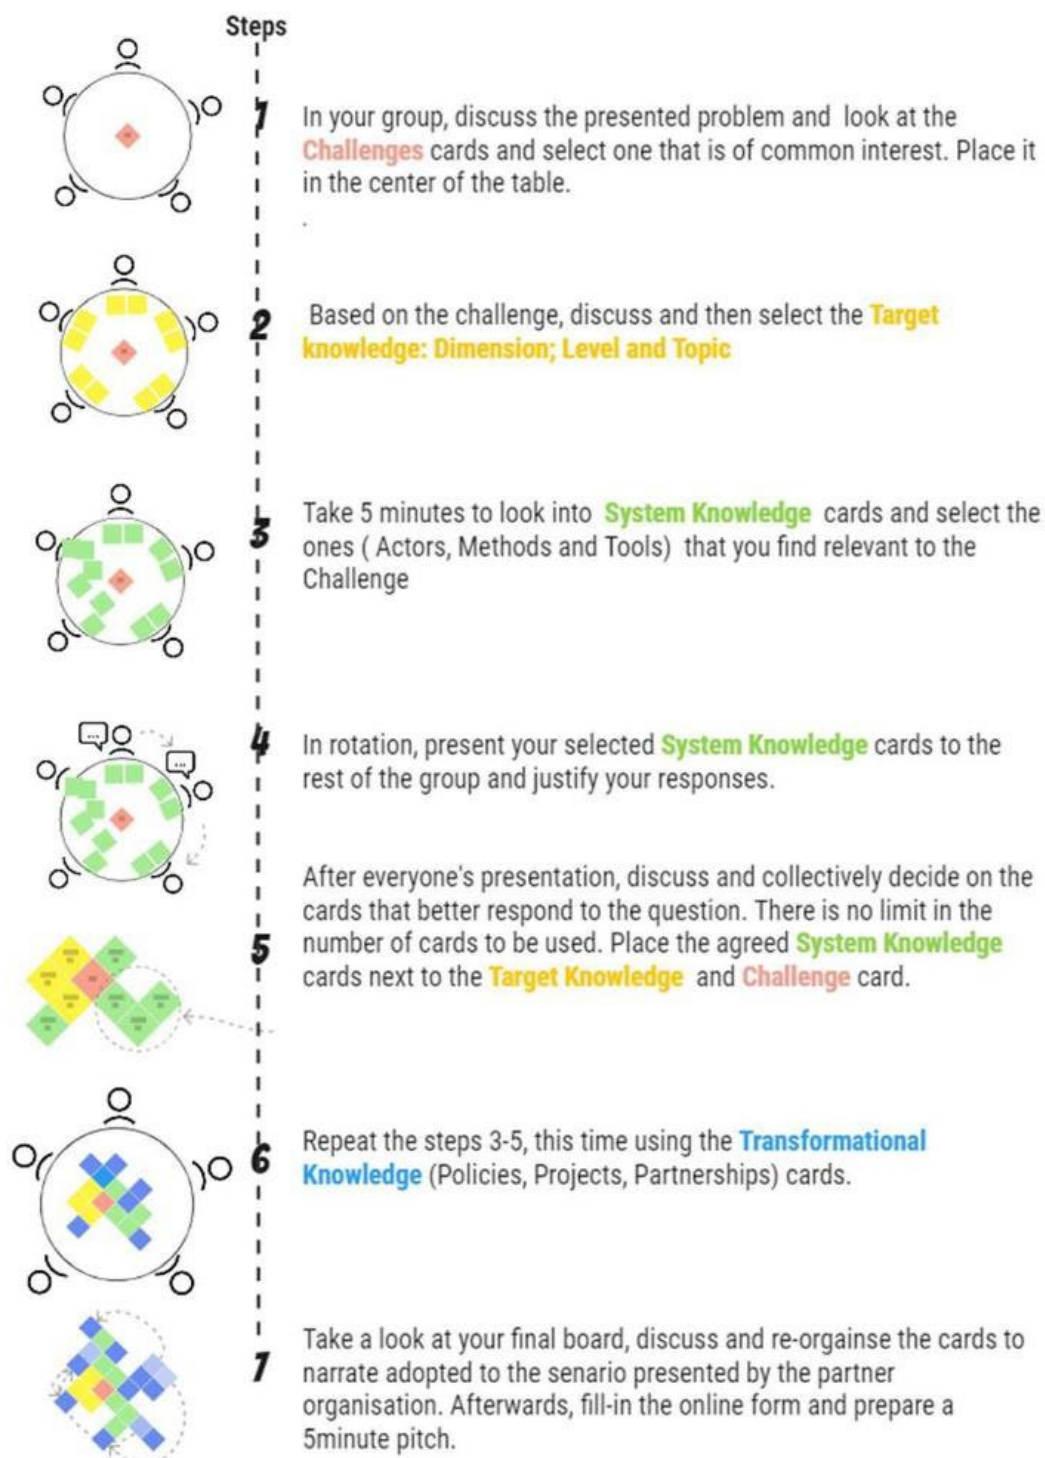 Steps
1
In your group, discuss the presented problem and look at the
Challenges cards and select one that is of common interest. Place it
in the center of the table.
.
2
Based on the challenge, discuss and then select the Target
knowledge: Dimension; Level and Topic
3
Take 5 minutes to look into System Knowledge cards and select the
ones ( Actors, Methods and Tools) that you find relevant to the
Challenge
4
In rotation, present your selected System Knowledge cards to the
rest of the group and justify your responses.
5
After everyone's presentation, discuss and collectively decide on the
cards that better respond to the question. There is no limit in the
number of cards to be used. Place the agreed System Knowledge
cards next to the Target Knowledge and Challenge card.
6
Repeat the steps 3-5, this time using the Transformational
Knowledge (Policies, Projects, Partnerships) cards.
7
Take a look at your final board, discuss and re-orgainse the cards to
narrate adopted to the senario presented by the partner
organisation. Afterwards, fill-in the online form and prepare a
5minute pitch.